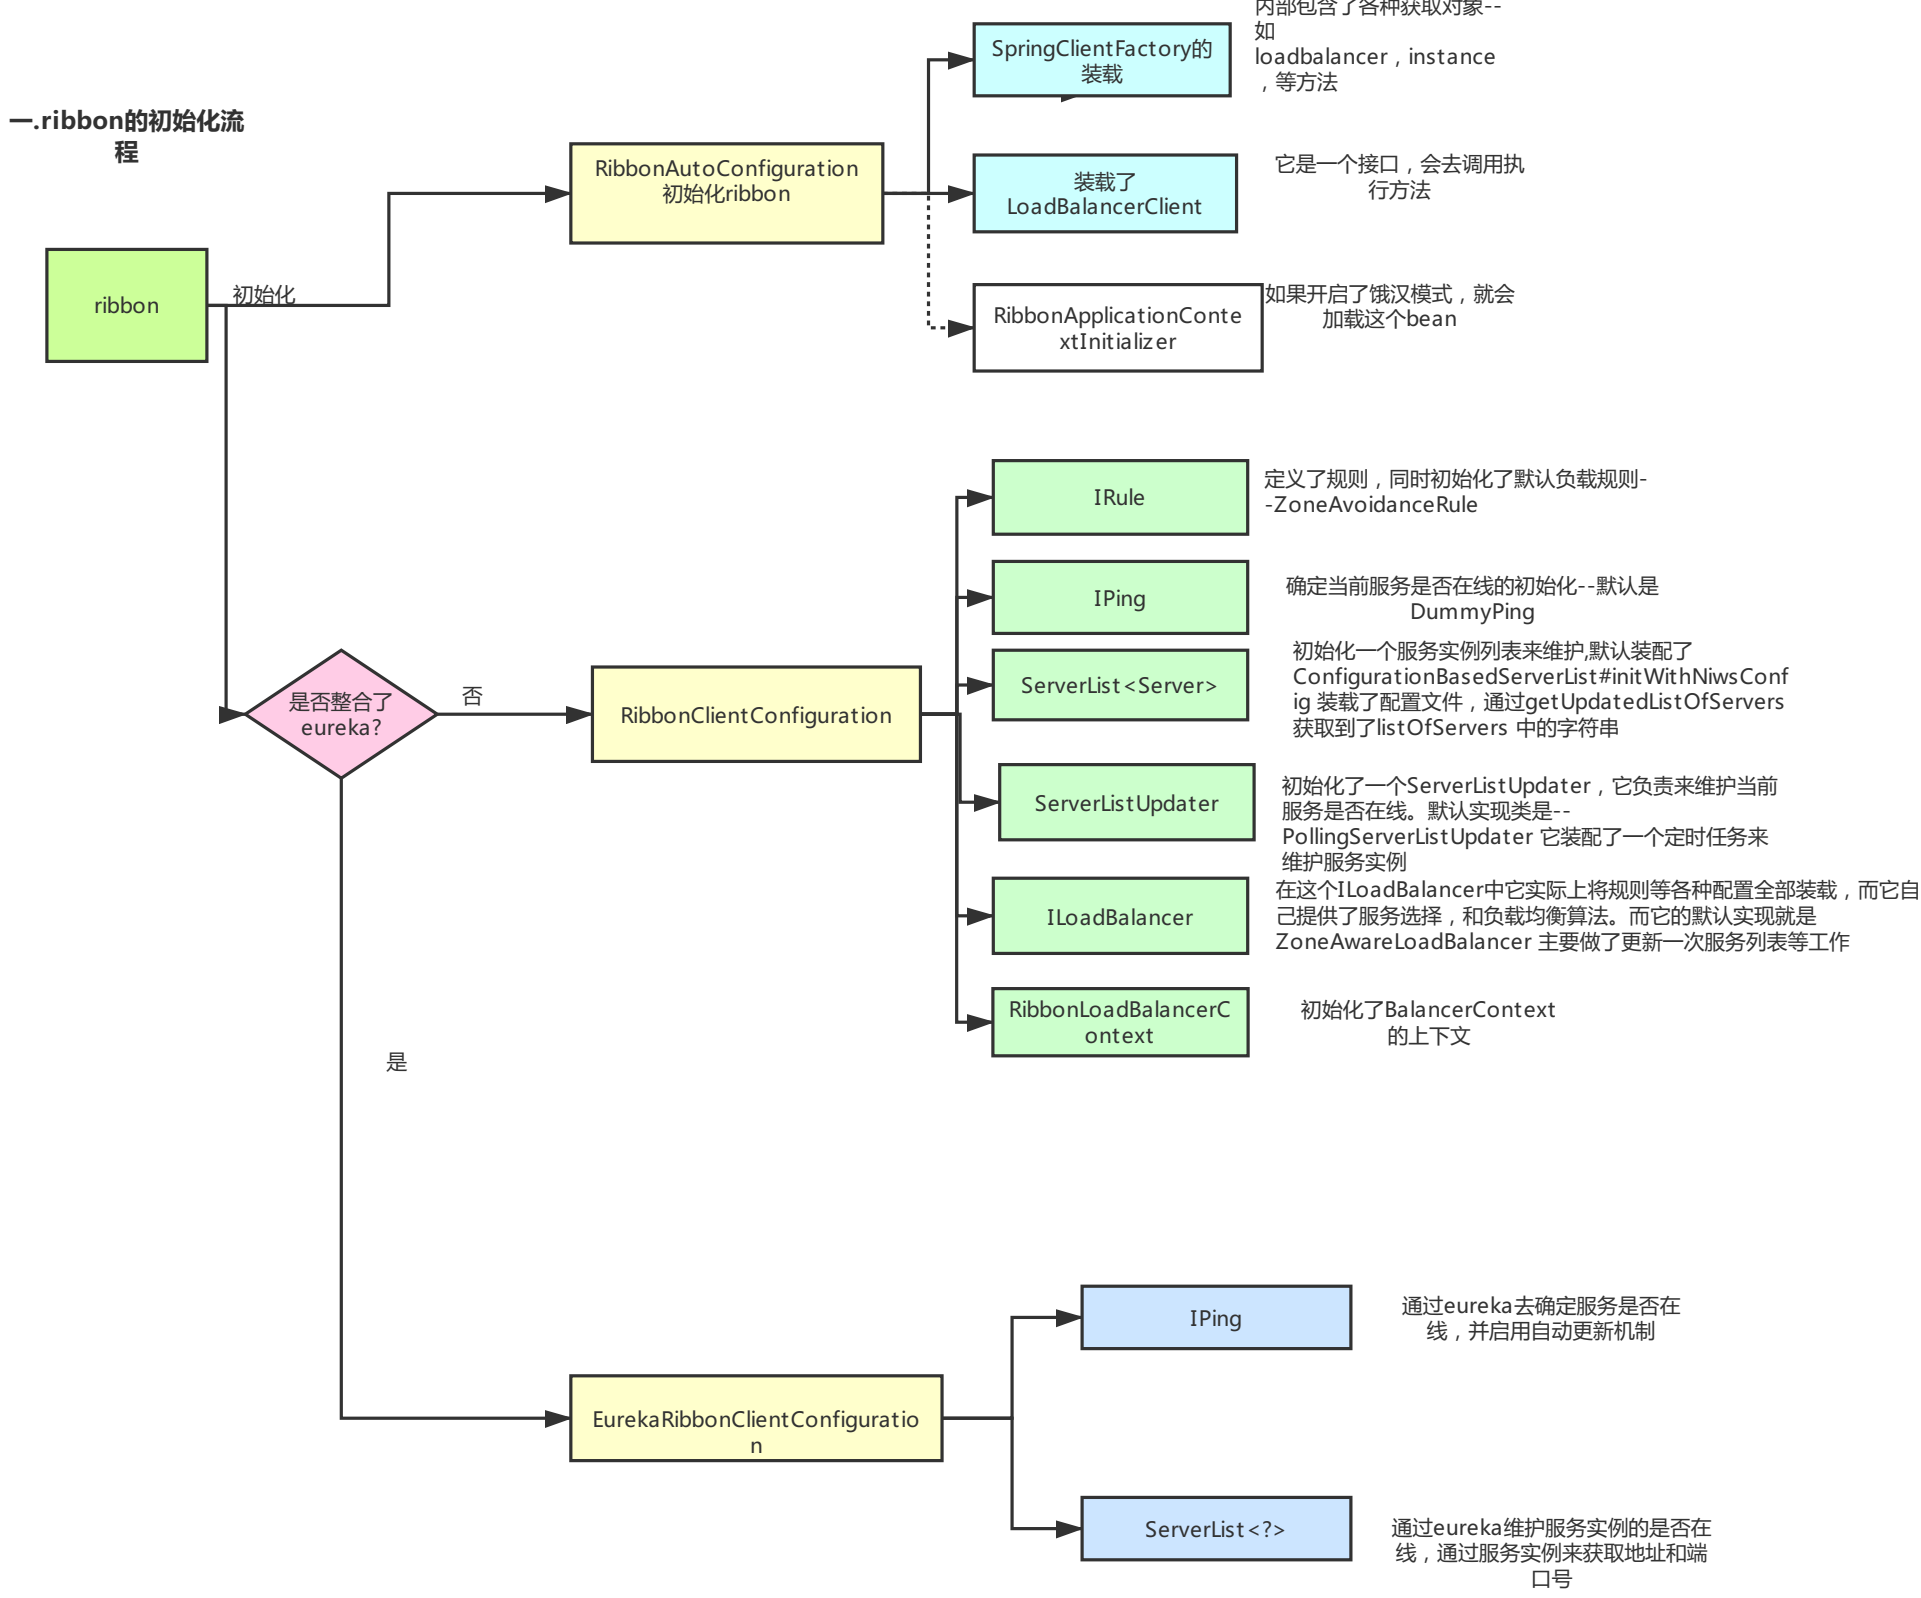 一.ribbon的初始化流
程
ribbon
初始化
RibbonAutoConfiguration
初始化ribbon
SpringClientFactory的
装载
内部包含了各种获取对象--
如
loadbalancer，instance
，等方法
装载了
LoadBalancerClient
它是一个接口，会去调用执
行方法
RibbonApplicationConte
xtInitializer
如果开启了饿汉模式，就会
加载这个bean
是否整合了
eureka?
否
RibbonClientConfiguration
IRule
定义了规则，同时初始化了默认负载规则-
-ZoneAvoidanceRule
IPing
确定当前服务是否在线的初始化--默认是
DummyPing
ServerList<Server>
初始化一个服务实例列表来维护,默认装配了
ConfigurationBasedServerList#initWithNiwsConf
ig 装载了配置文件，通过getUpdatedListOfServers
获取到了listOfServers 中的字符串
ServerListUpdater
初始化了一个ServerListUpdater，它负责来维护当前
服务是否在线。默认实现类是--
PollingServerListUpdater 它装配了一个定时任务来
维护服务实例
ILoadBalancer
在这个ILoadBalancer中它实际上将规则等各种配置全部装载，而它自
己提供了服务选择，和负载均衡算法。而它的默认实现就是
ZoneAwareLoadBalancer 主要做了更新一次服务列表等工作
RibbonLoadBalancerC
ontext
初始化了BalancerContext
的上下文
是
EurekaRibbonClientConfiguratio
n
IPing
通过eureka去确定服务是否在
线，并启用自动更新机制
ServerList<?>
通过eureka维护服务实例的是否在
线，通过服务实例来获取地址和端
口号